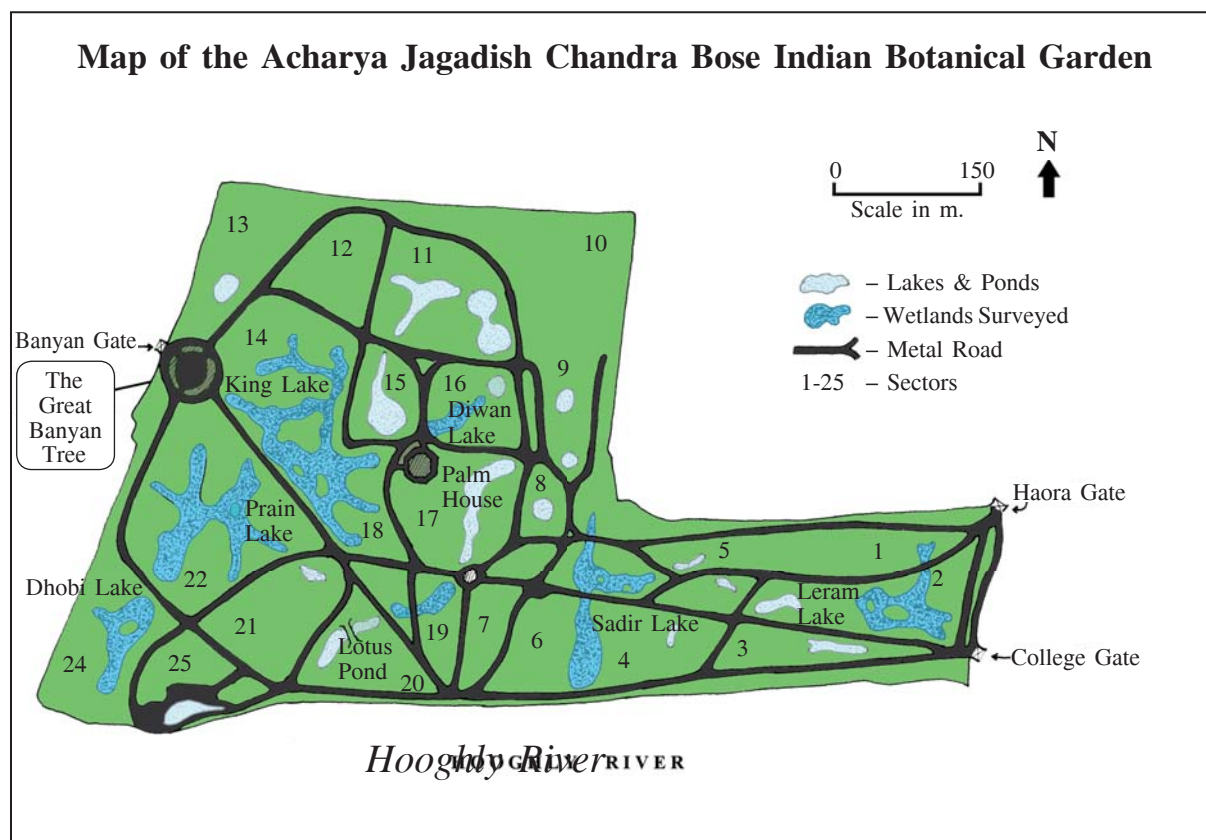 Map of the Acharya Jagadish Chandra Bose Indian Botanical Garden
N
0 150
Scale in m.
– Lakes & Ponds
– Wetlands Surveyed
– Metal Road
1-25 – Sectors
13
12
11
10
Banyan Gate
14
The
Great
Banyan
Tree
King Lake
15
16
9
Diwan
Lake
Palm
House
8
Haora Gate
Prain
Lake
18
17
5
1
2
Dhobi Lake
22
Leram
Lake
21
19
7
6
Sadir Lake
4
3
Lotus
Pond
24
25
20
College Gate
Hooghly River
HOOGHLY RIVER